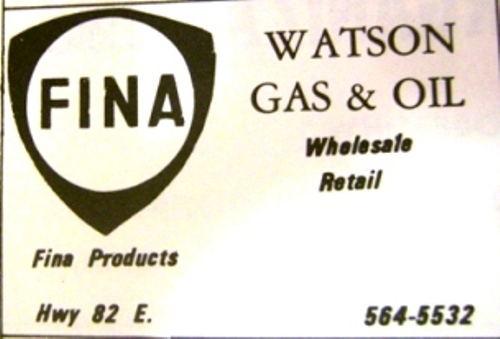 FINA
WATSON
GAS & OIL
Wholesale
Retail
Fina Products
Hwy 82 E.
564-5532